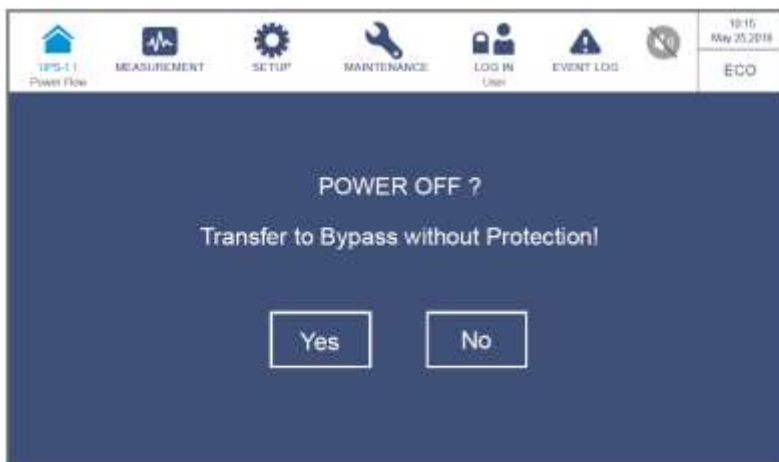 UPS-1.1
Power Flow
MEASUREMENT
SETUP
MAINTENANCE
LOG IN
User
EVENT LOG
10:15
May 25,2018
ECO
POWER OFF ?
Transfer to Bypass without Protection!
Yes
No